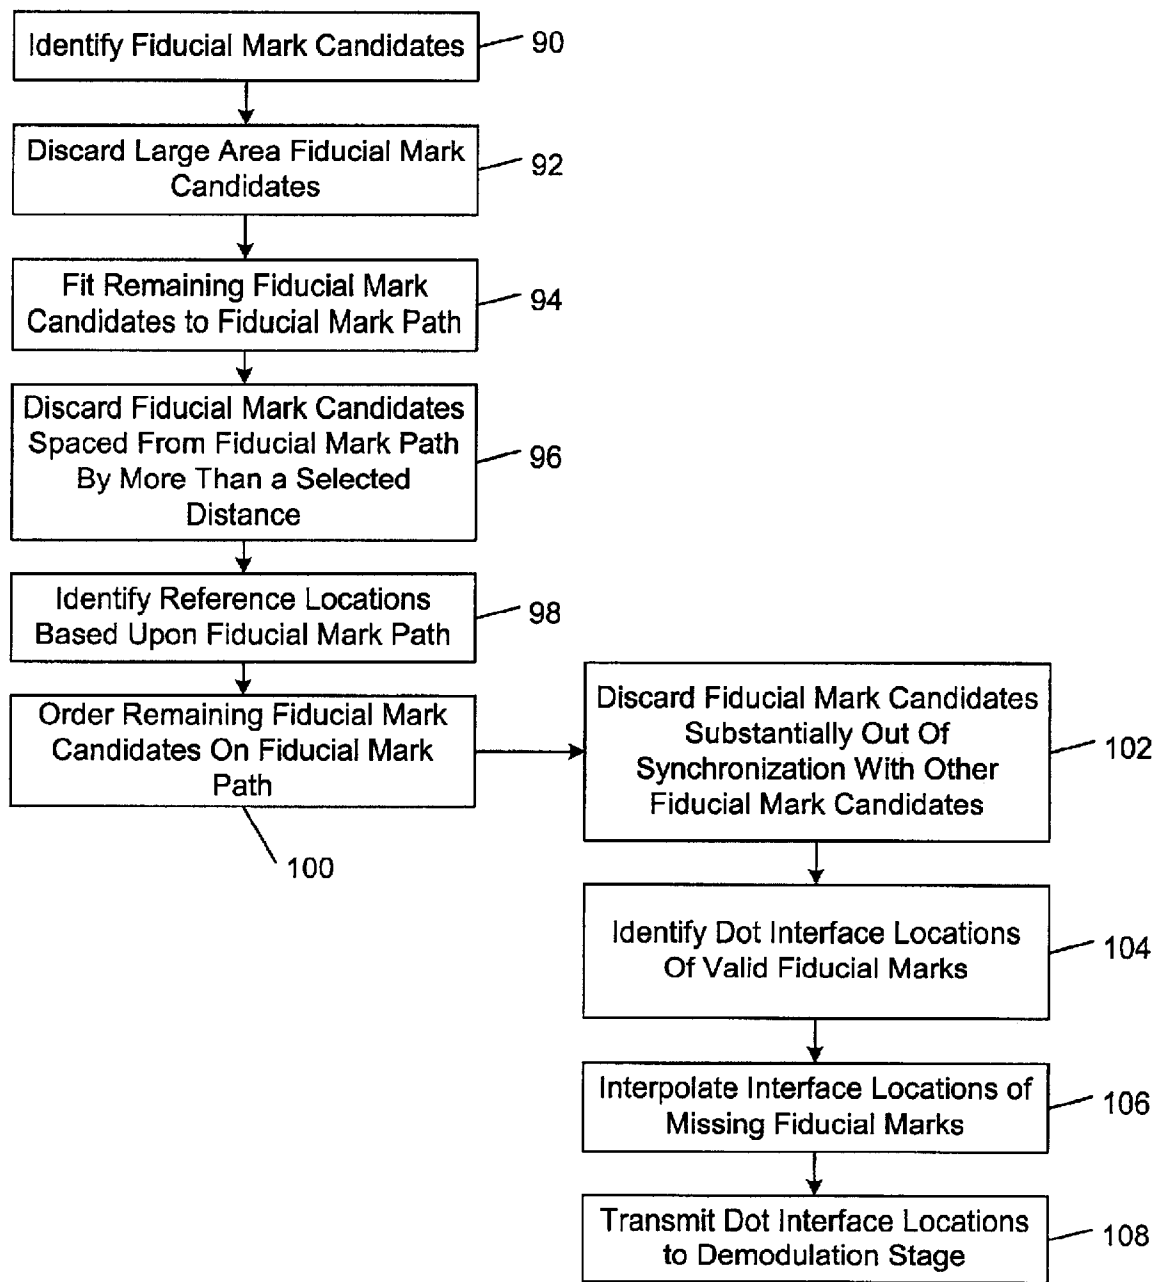 Identify Fiducial Mark Candidates
90
Discard Large Area Fiducial Mark
Candidates
92
Fit Remaining Fiducial Mark
Candidates to Fiducial Mark Path
94
Discard Fiducial Mark Candidates
Spaced From Fiducial Mark Path
By More Than a Selected
Distance
96
Identify Reference Locations
Based Upon Fiducial Mark Path
98
Order Remaining Fiducial Mark
Candidates On Fiducial Mark
Path
100
Discard Fiducial Mark Candidates
Substantially Out Of
Synchronization With Other
Fiducial Mark Candidates
102
Identify Dot Interface Locations
Of Valid Fiducial Marks
104
Interpolate Interface Locations of
Missing Fiducial Marks
106
Transmit Dot Interface Locations
to Demodulation Stage
108